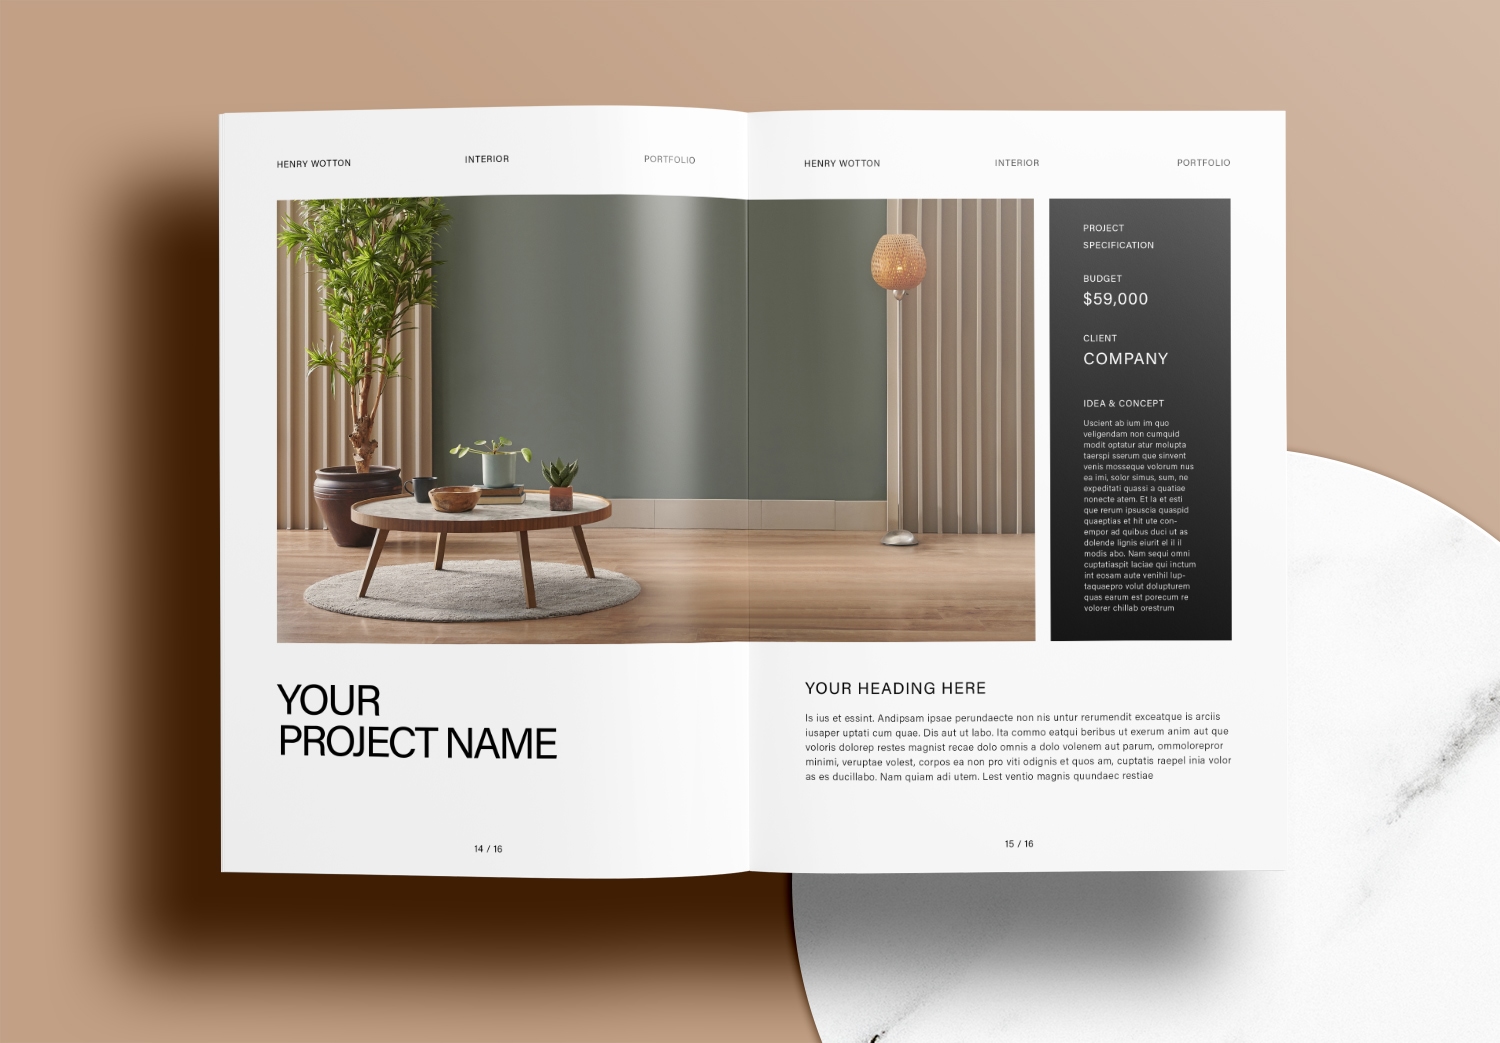 HENRY WOTTON
INTERIOR
PORTFOLIO
YOUR
PROJECT NAME
14 / 16
HENRY WOTTON
INTERIOR
PORTFOLIO
PROJECT
SPECIFICATION
BUDGET
$59,000
CLIENT
COMPANY
IDEA & CONCEPT
Uscient ab ium im quo
veligendam non cumquid
modit optatur atur molupta
taerspi sserum que sinvent
venis mosseque volorum nus
ea imi, solor simus, sum, ne
expeditati quassi a quatiae
nonecte atem. Et la et esti
que rerum ipsuscia quaspid
quaeptias et hit ute con-
empor ad quibus duci ut as
dolende lignis eiurit el il il
modis abo. Nam sequi omni
cuptatiaspit laciae qui inctum
int eosam aute venihil lup-
taquaepro volut dolupturem
quas earum est porecum re
volorer chillab orestrum
YOUR HEADING HERE
Is ius et essint. Andipsam ipsae perundaecte non nis untur rerumendit exceatque is arciis
iusaper uptati cum quae. Dis aut ut labo. Ita commo eatqui beribus ut exerum anim aut que
voloris dolorep restes magnist recae dolo omnis a dolo volenem aut parum, ommolorepror
minimi, veruptae volest, corpos ea non pro viti odignis et quos am, cuptatis raepel inia volor
as es ducillabo. Nam quiam adi utem. Lest ventio magnis quundaec restiae
15 / 16